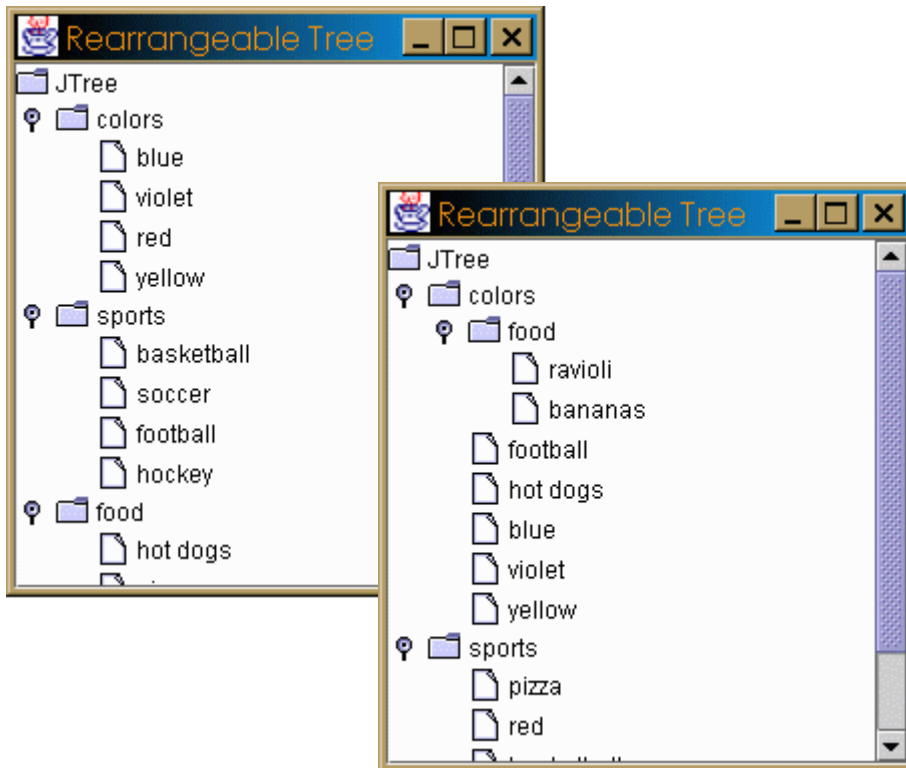 Rearrangeable Tree
JTree
colors
blue
violet
red
yellow
sports
basketball
soccer
football
hockey
food
hot dogs
Rearrangeable Tree
JTree
colors
food
ravioli
bananas
football
hot dogs
blue
violet
yellow
sports
pizza
red